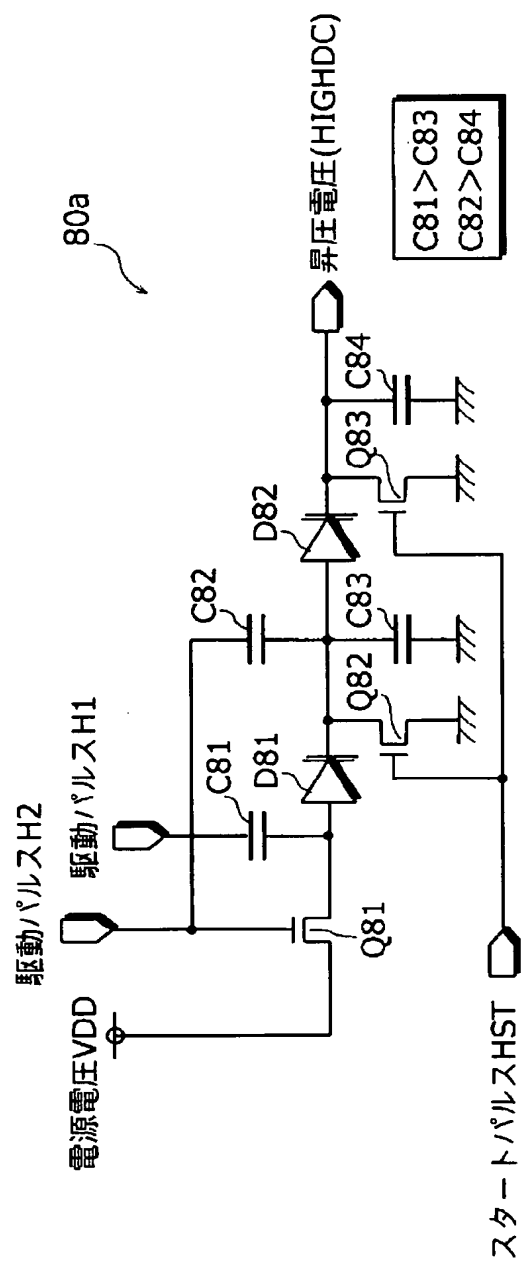 80a
駆動パルスH2
駆動パルスH1
電源電圧VDD
C81
C82
D81
D82
Q81
Q82
C83
Q83
C84
昇圧電圧(HIGHDC)
C81>C83
C82>C84
スタートパルスHST